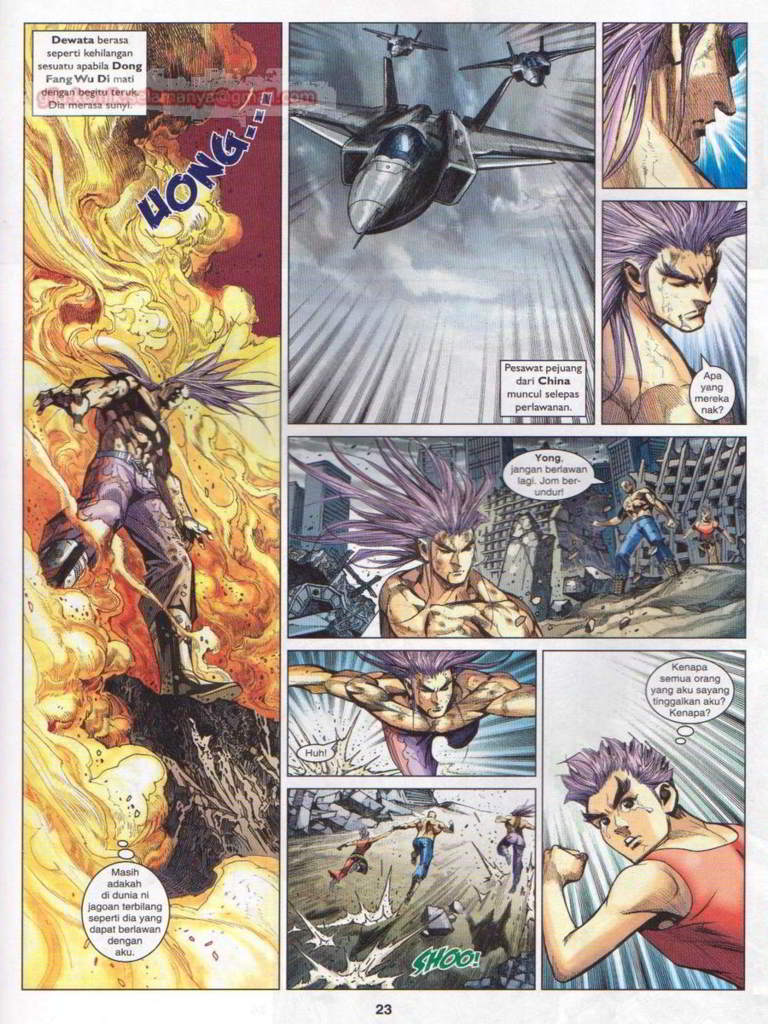 Dewata berasa
seperti kehilangan
sesuatu apabila Dong
Fang Wu Di mati
dengan begitu teruk.
Dia merasa sunyi.
UONG...
Masih
adakah
di dunia ni
jagoan terbilang
seperti dia yang
dapat berlawan
dengan
aku.
Pesawat pejuang
dari China
muncul selepas
perlawanan.
Apa
yang
mereka
nak?
Yong,
jangan berlawan
lagi. Jom ber-
undur!
Huh!
SHOO!
Kenapa
semua orang
yang aku sayang
tinggalkan aku?
Kenapa?
23